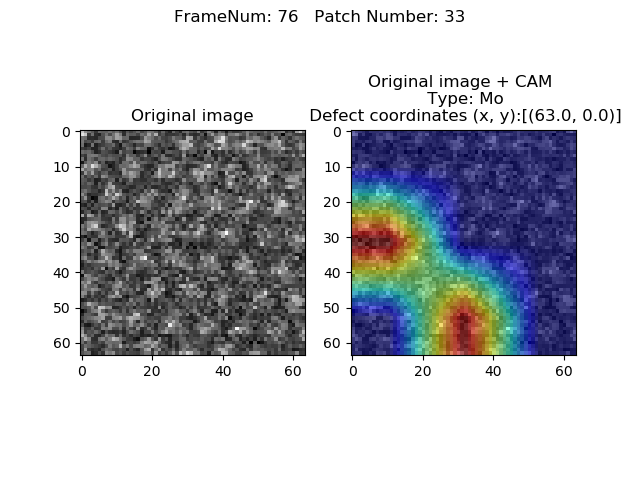 FrameNum: 76   Patch Number: 33
Original image
Original image + CAM
Type: Mo
Defect coordinates (x, y):[(63.0, 0.0)]
0
10
20
30
40
50
60
0 20 40 60
0
10
20
30
40
50
60
0 20 40 60